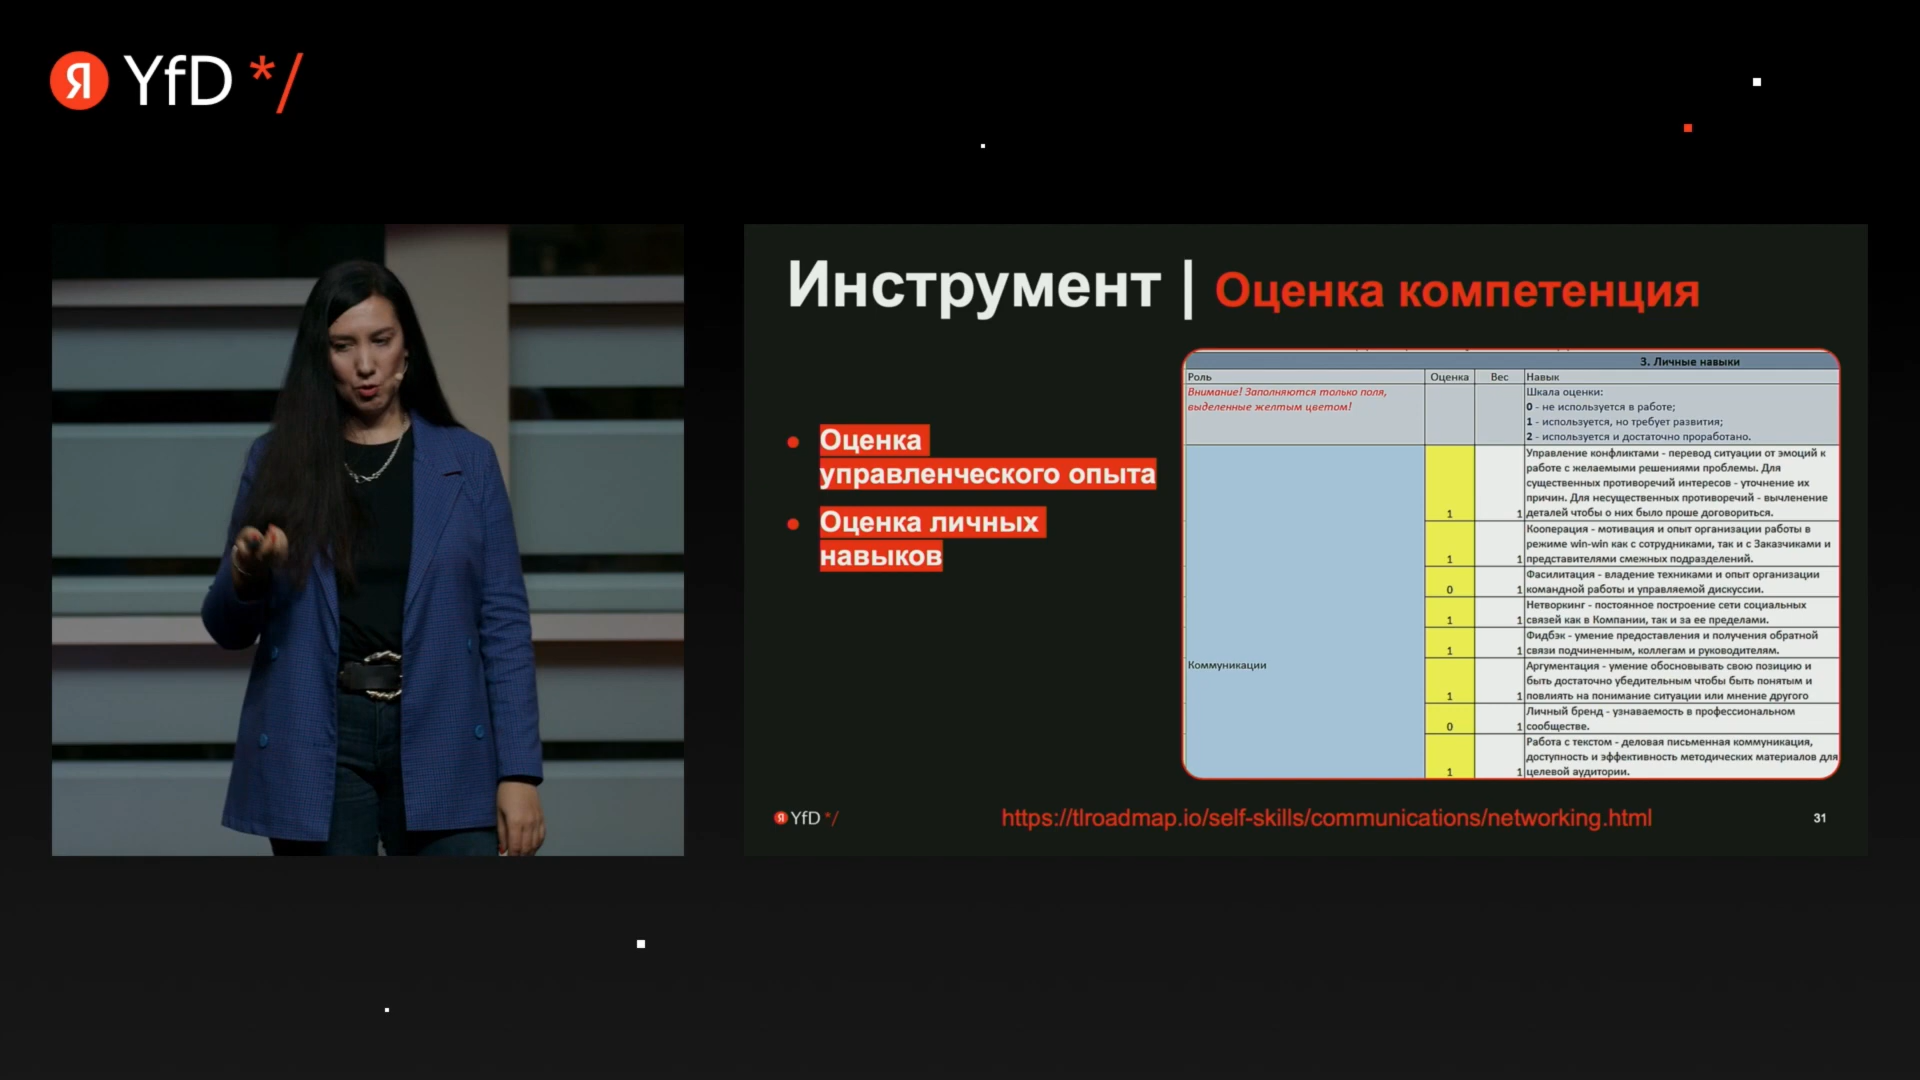 Я YfD */
Инструмент | Оценка компетенция
Оценка
управленческого опыта
Оценка личных
навыков
3. Личные навыки
Роль Оценка Вес Навык
Внимание! Заполняются только поля,
выделенные желтым цветом!
Шкала оценки:
0 - не используется в работе;
1 - используется, но требует развития;
2 - используется и достаточно проработано.
Коммуникации
Управление конфликтами - перевод ситуации от эмоций к
работе с желаемыми решениями проблемы. Для
существенных противоречий интересов - уточнение их
причин. Для несущественных противоречий - вычленение
1 1 деталей чтобы о них было проще договориться.
Кооперация - мотивация и опыт организации работы в
режиме win-win как с сотрудниками, так и с Заказчиками и
1 1 представителями смежных подразделений.
Фасилитация - владение техниками и опыт организации
0 1 командной работы и управляемой дискуссии.
Нетворкинг - постоянное построение сети социальных
1 1 связей как в Компании, так и за ее пределами.
Фидбэк - умение предоставления и получения обратной
1 1 связи подчиненным, коллегам и руководителям.
Аргументация - умение обосновывать свою позицию и
быть достаточно убедительным чтобы быть понятым и
1 1 повлиять на понимание ситуации или мнение другого
Личный бренд - узнаваемость в профессиональном
0 1 сообществе.
Работа с текстом - деловая письменная коммуникация,
доступность и эффективность методических материалов для
1 1 целевой аудитории.
Я YfD */
https://tlroadmap.io/self-skills/communications/networking.html
31